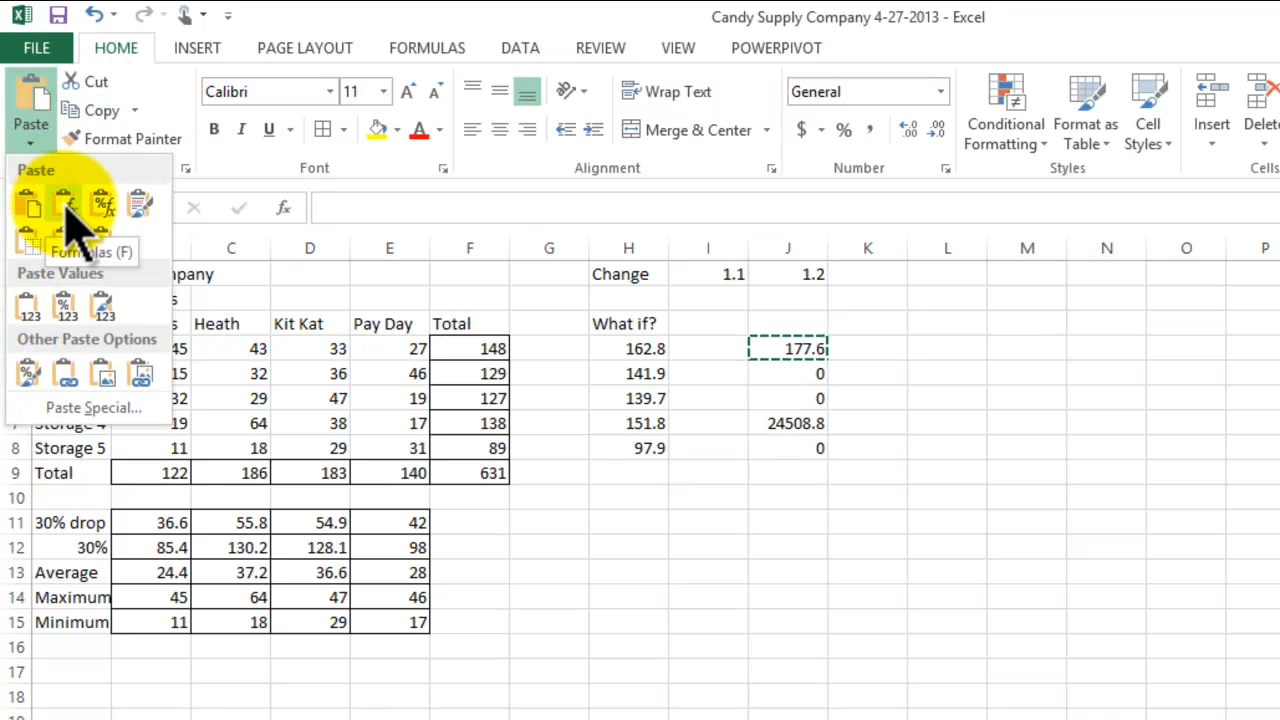 Candy Supply Company 4-27-2013 - Excel
FILE HOME INSERT PAGE LAYOUT FORMULAS DATA REVIEW VIEW POWERPIVOT
Cut
Calibri 11 Wrap Text General
Copy
Paste
B I U Merge & Center $ % Conditional Formatting Format as Table Cell Styles Insert Delet
Format Painter
Font Alignment Number Styles Cells
Paste
fx
Formulas (F)
C D E F G H I J K L M N O P
Paste Values
mpany Change 1.1 1.2
s
s Heath Kit Kat Pay Day Total What if?
Other Paste Options
45 43 33 27 148 162.8 177.6
15 32 36 46 129 141.9 0
32 29 47 19 127 139.7 0
Paste Special...
7 Storage 4 19 64 38 17 138 151.8 24508.8
8 Storage 5 11 18 29 31 89 97.9 0
9 Total 122 186 183 140 631
10
11 30% drop 36.6 55.8 54.9 42
12 30% 85.4 130.2 128.1 98
13 Average 24.4 37.2 36.6 28
14 Maximum 45 64 47 46
15 Minimum 11 18 29 17
16
17
18